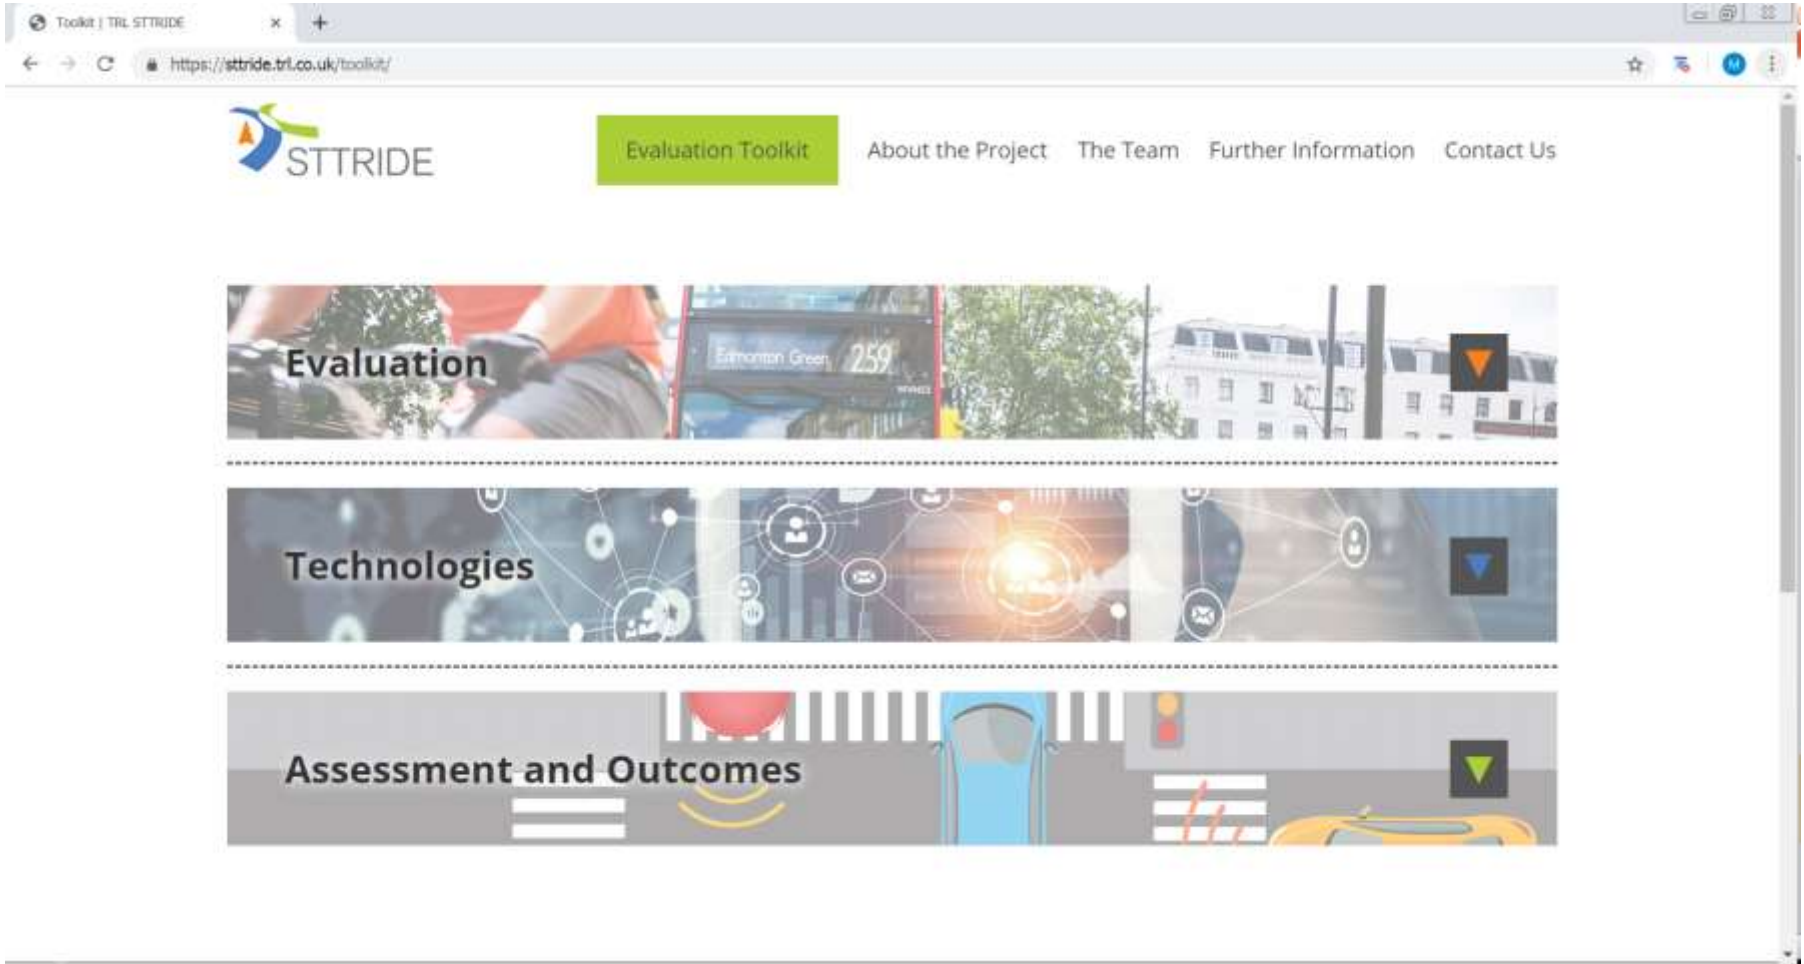 Toolkit | TRL STTRIDE
https://sttride.trl.co.uk/toolkit/
M
STTRIDE
Evaluation Toolkit
About the Project
The Team
Further Information
Contact Us
Evaluation
Edmonton Green 259
Technologies
Assessment and Outcomes